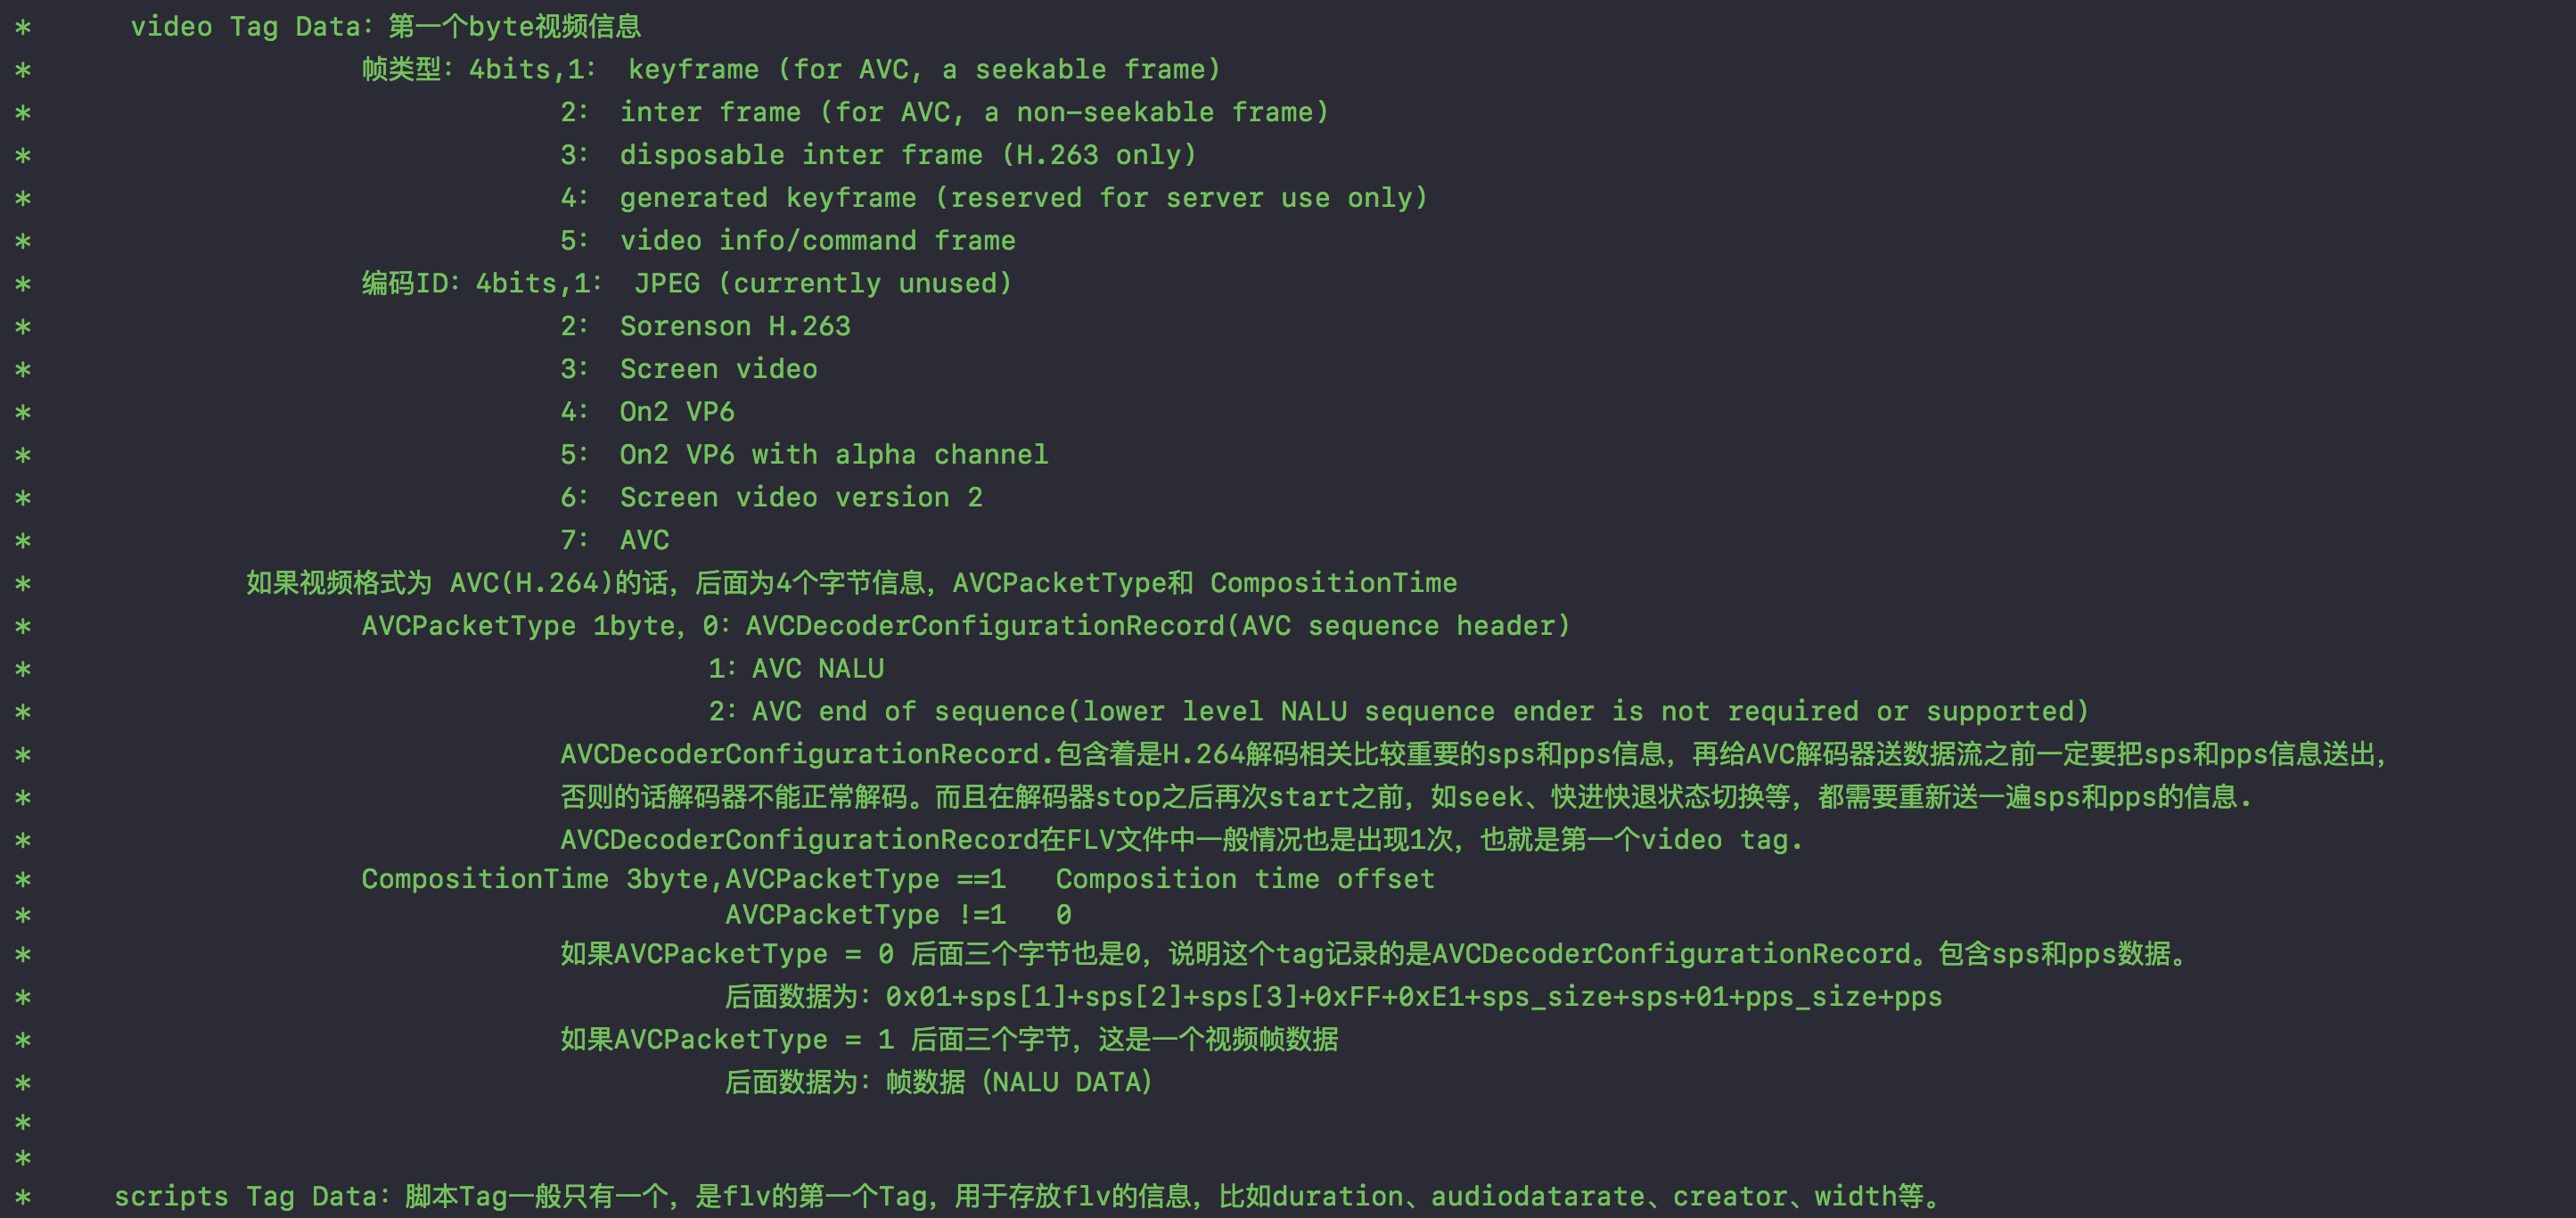 *      video Tag Data：第一个byte视频信息
*                    帧类型：4bits,1： keyframe (for AVC, a seekable frame)
*                                2： inter frame (for AVC, a non-seekable frame)
*                                3： disposable inter frame (H.263 only)
*                                4： generated keyframe (reserved for server use only)
*                                5： video info/command frame
*                    编码ID：4bits,1： JPEG (currently unused)
*                                2： Sorenson H.263
*                                3： Screen video
*                                4： On2 VP6
*                                5： On2 VP6 with alpha channel
*                                6： Screen video version 2
*                                7： AVC
*             如果视频格式为 AVC(H.264)的话，后面为4个字节信息，AVCPacketType和 CompositionTime
*                    AVCPacketType 1byte，0：AVCDecoderConfigurationRecord(AVC sequence header)
*                                         1：AVC NALU
*                                         2：AVC end of sequence(lower level NALU sequence ender is not required or supported)
*                                AVCDecoderConfigurationRecord.包含着是H.264解码相关比较重要的sps和pps信息，再给AVC解码器送数据流之前一定要把sps和pps信息送出，
*                                否则的话解码器不能正常解码。而且在解码器stop之后再次start之前，如seek、快进快退状态切换等，都需要重新送一遍sps和pps的信息.
*                                AVCDecoderConfigurationRecord在FLV文件中一般情况也是出现1次，也就是第一个video tag.
*                    CompositionTime 3byte,AVCPacketType ==1   Composition time offset
*                                          AVCPacketType !=1   0
*                                如果AVCPacketType = 0 后面三个字节也是0，说明这个tag记录的是AVCDecoderConfigurationRecord。包含sps和pps数据。
*                                          后面数据为：0x01+sps[1]+sps[2]+sps[3]+0xFF+0xE1+sps_size+sps+01+pps_size+pps
*                                如果AVCPacketType = 1 后面三个字节，这是一个视频帧数据
*                                          后面数据为：帧数据（NALU DATA）
*
*
*     scripts Tag Data：脚本Tag一般只有一个，是flv的第一个Tag，用于存放flv的信息，比如duration、audiodatarate、creator、width等。